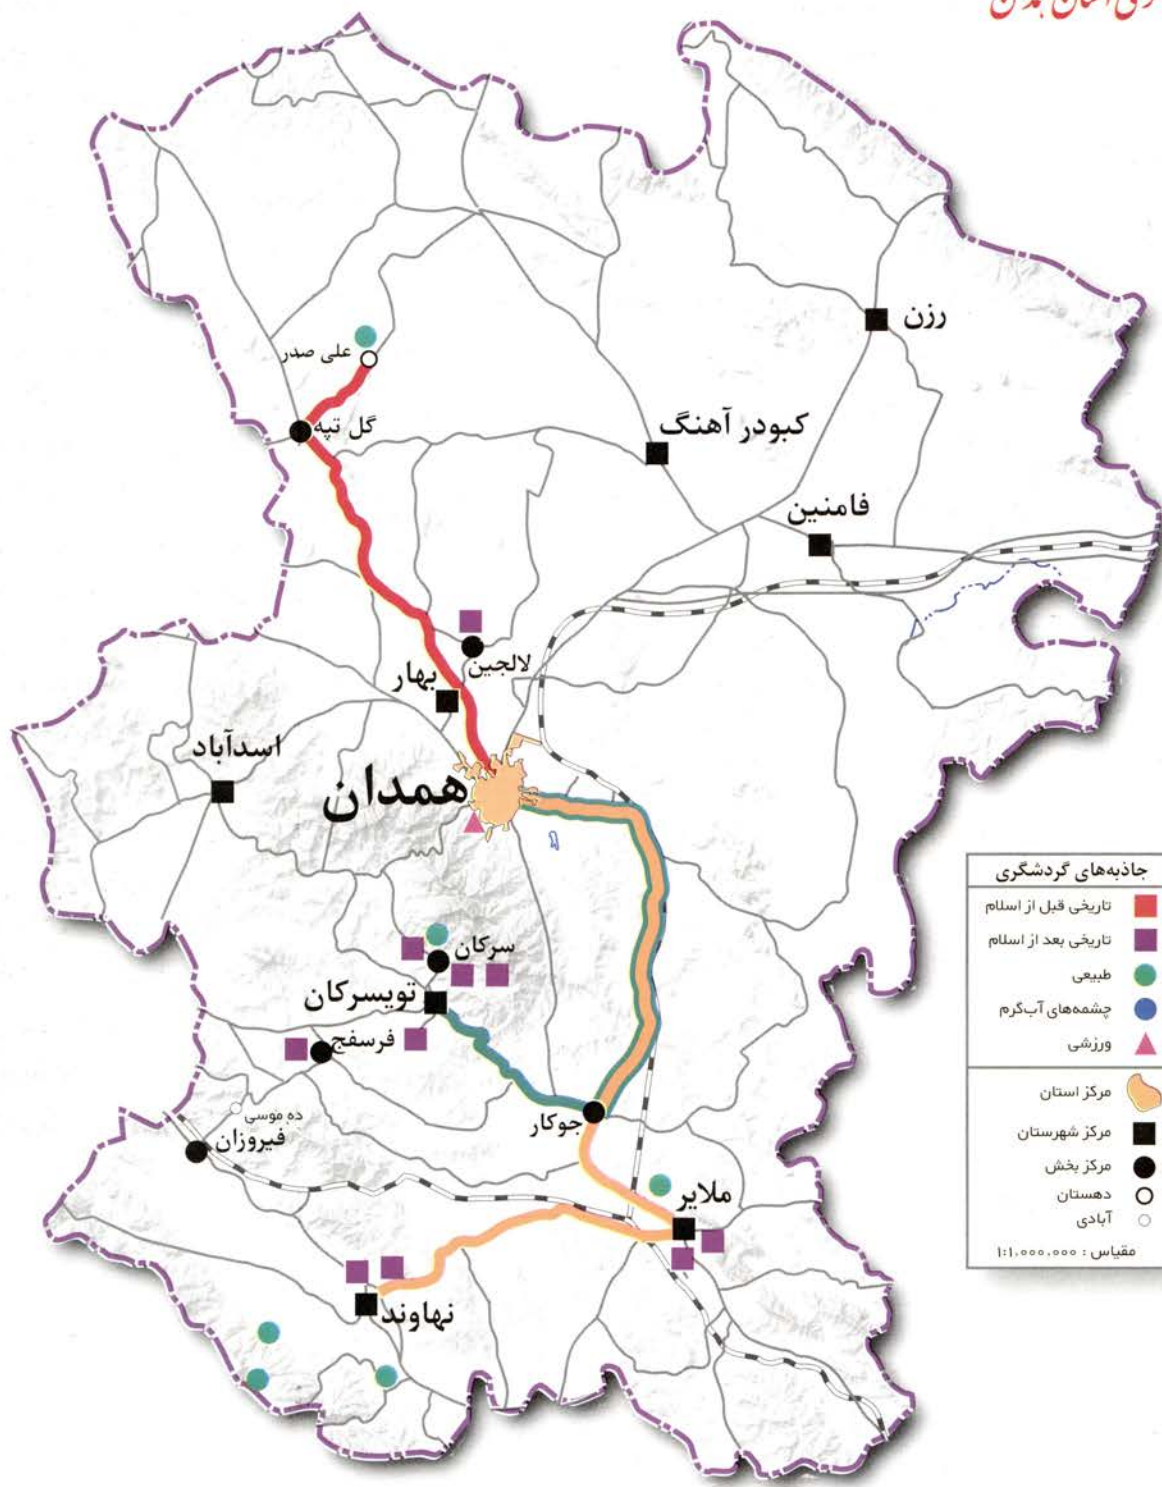 رزن
علی صدر
گل تپه
کبودر آهنگ
فامنین
لالجین
بهار
اسدآباد
همدان
سرکان
تویسرکان
فرسفج
ده موسی
فیروزان
جوکار
ملایر
نهاوند
جاذبه‌های گردشگری
تاریخی قبل از اسلام
تاریخی بعد از اسلام
طبیعی
چشمه‌های آب‌گرم
ورزشی
مرکز استان
مرکز شهرستان
مرکز بخش
دهستان
آبادی
مقیاس : ۱:۱,۰۰۰,۰۰۰